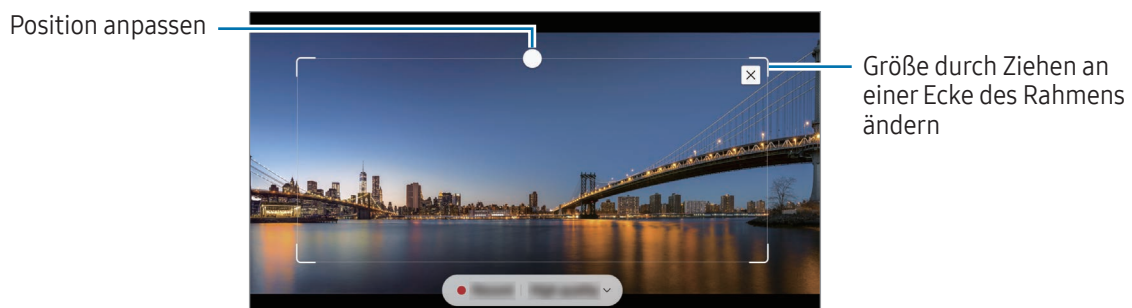 Position anpassen
Größe durch Ziehen an
einer Ecke des Rahmens
ändern